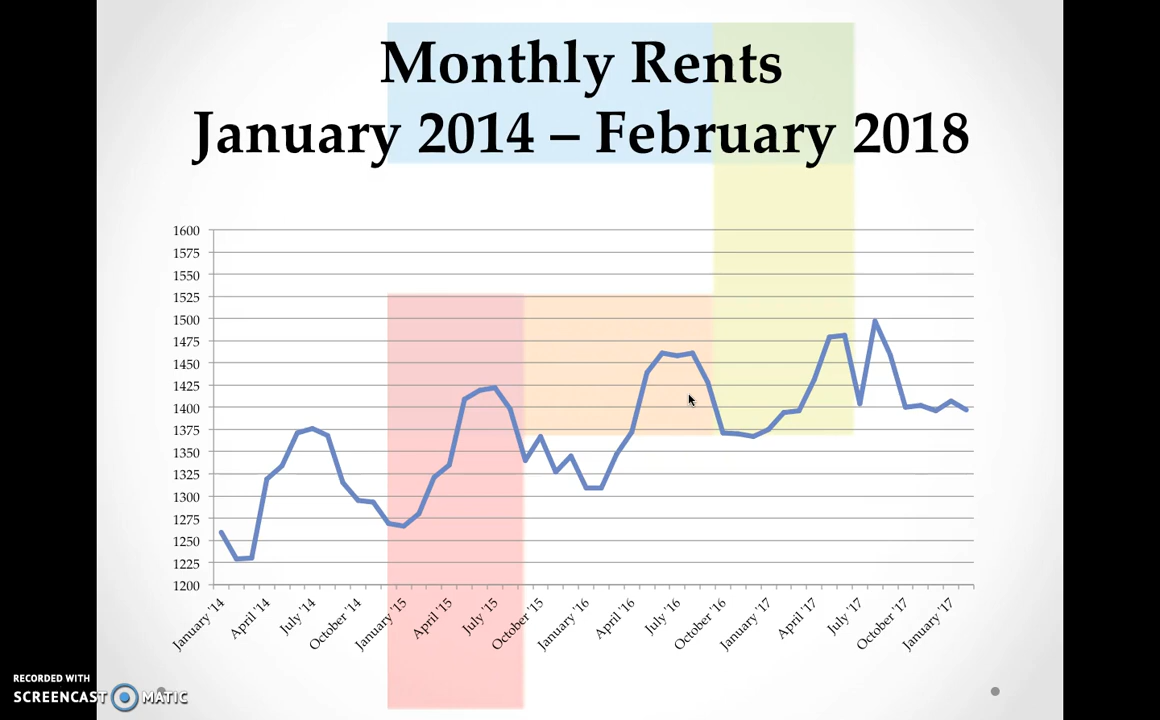 Monthly Rents
January 2014 – February 2018
1600
1575
1550
1525
1500
1475
1450
1425
1400
1375
1350
1325
1300
1275
1250
1225
1200
January '14
April '14
July '14
October '14
January '15
April '15
July '15
October '15
January '16
April '16
July '16
October '16
January '17
April '17
July '17
October '17
January '17
RECORDED WITH
SCREENCAST MATIC